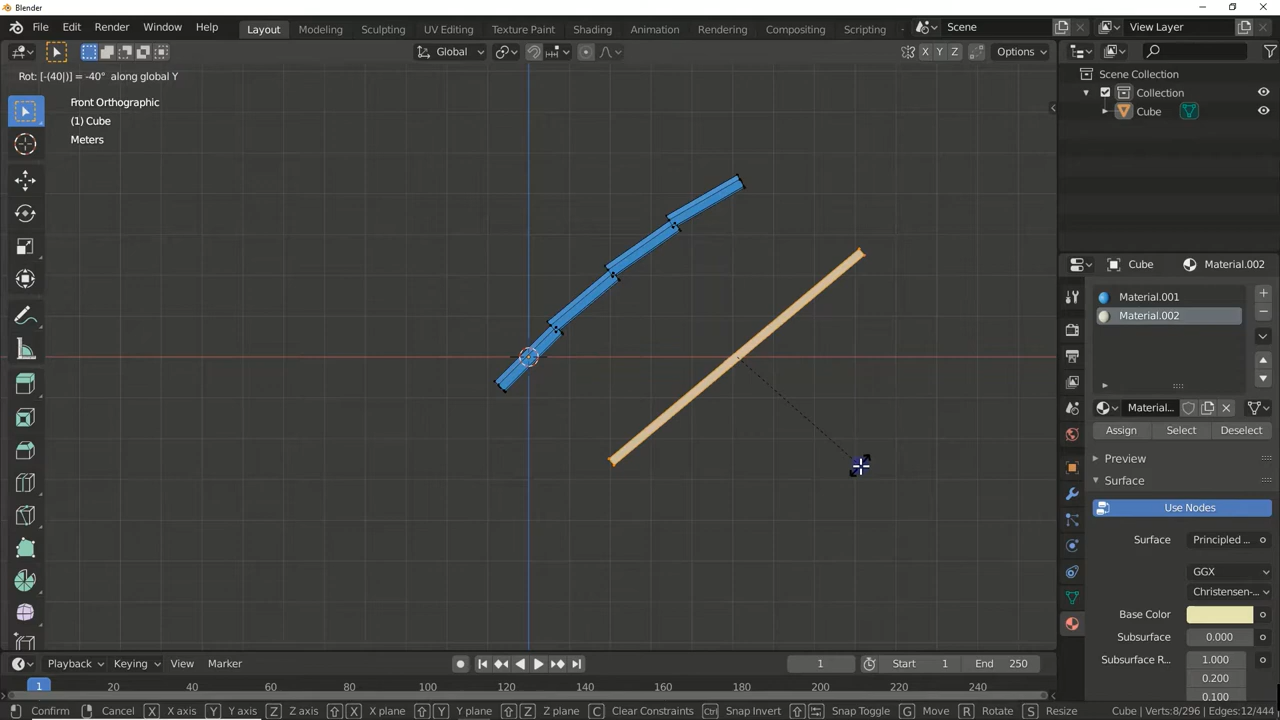 Blender
File Edit Render Window Help Layout Modeling Sculpting UV Editing Texture Paint Shading Animation Rendering Compositing Scripting Scene View Layer
Global X Y Z Options
Rot: [-(40|)] = -40° along global Y
Front Orthographic
(1) Cube
Meters
Scene Collection
Collection
Cube
Cube Material.002
Material.001
Material.002
Material...
Assign Select Deselect
Preview
Surface
Use Nodes
Surface Principled ...
GGX
Christensen-...
Base Color
Subsurface 0.000
Subsurface R... 1.000
0.200
0.100
Playback Keying View Marker 1 Start 1 End 250
1 20 40 60 80 100 120 140 160 180 200 220 240
Confirm Cancel X X axis Y Y axis Z Z axis X X plane Y Y plane Z Z plane C Clear Constraints Ctrl Snap Invert Snap Toggle G Move R Rotate S Resize Cube | Verts:8/296 | Edges:12/444